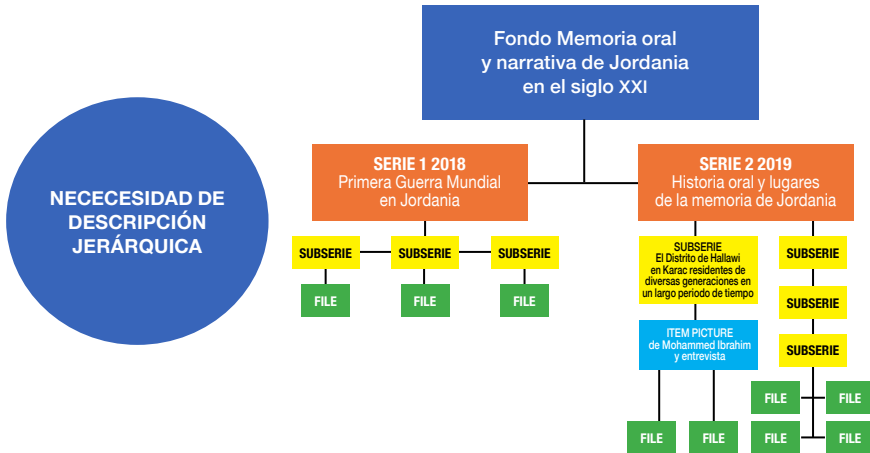 Fondo Memoria oral
y narrativa de Jordania
en el siglo XXI
NECECESIDAD DE
DESCRIPCIÓN
JERÁRQUICA
SERIE 1 2018
Primera Guerra Mundial
en Jordania
SERIE 2 2019
Historia oral y lugares
de la memoria de Jordania
SUBSERIE
SUBSERIE
SUBSERIE
FILE
FILE
FILE
SUBSERIE
El Distrito de Hallawi
en Karac residentes de
diversas generaciones en
un largo periodo de tiempo
ITEM PICTURE
de Mohammed Ibrahim
y entrevista
FILE
FILE
SUBSERIE
SUBSERIE
SUBSERIE
FILE
FILE
FILE
FILE